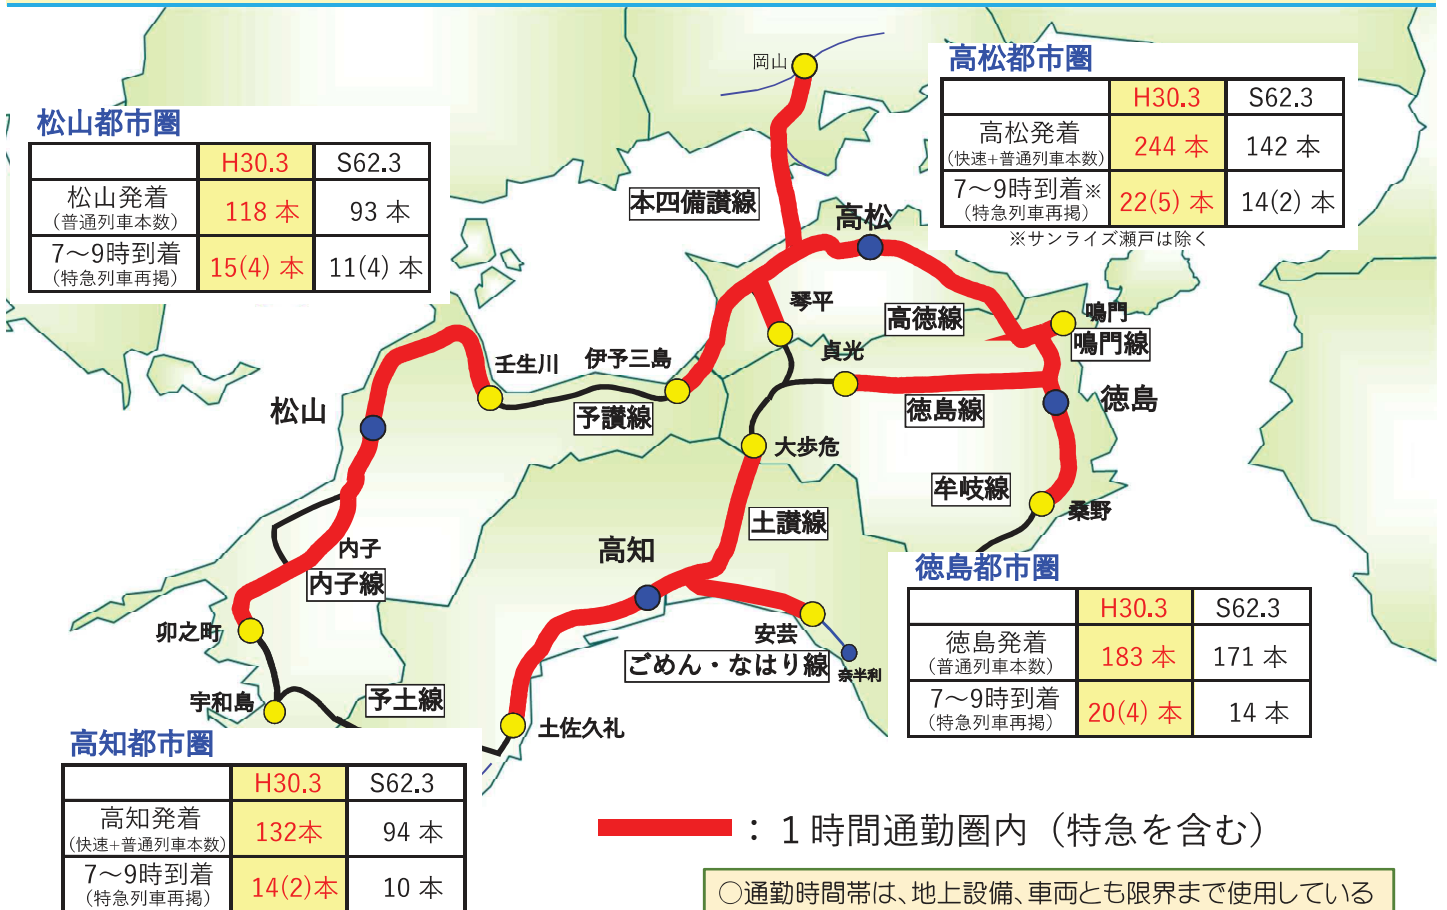 岡山
高松都市圏
H30.3 S62.3
高松発着
(快速+普通列車本数)
244 本 142 本
7～9時到着※
(特急列車再掲)
22(5) 本 14(2) 本
※サンライズ瀬戸は除く
松山都市圏
H30.3 S62.3
松山発着
(普通列車本数)
118 本 93 本
7～9時到着
(特急列車再掲)
15(4) 本 11(4) 本
本四備讃線
高松
琴平
高徳線
鳴門
鳴門線
貞光
壬生川
伊予三島
松山
予讃線
徳島線
徳島
大歩危
牟岐線
桑野
土讃線
高知
内子
内子線
卯之町
安芸
ごめん・なはり線
奈半利
宇和島
予土線
土佐久礼
徳島都市圏
H30.3 S62.3
徳島発着
(普通列車本数)
183 本 171 本
7～9時到着
(特急列車再掲)
20(4) 本 14 本
高知都市圏
H30.3 S62.3
高知発着
(快速+普通列車本数)
132本 94 本
7～9時到着
(特急列車再掲)
14(2)本 10 本
：１時間通勤圏内（特急を含む）
○通勤時間帯は、地上設備、車両とも限界まで使用している